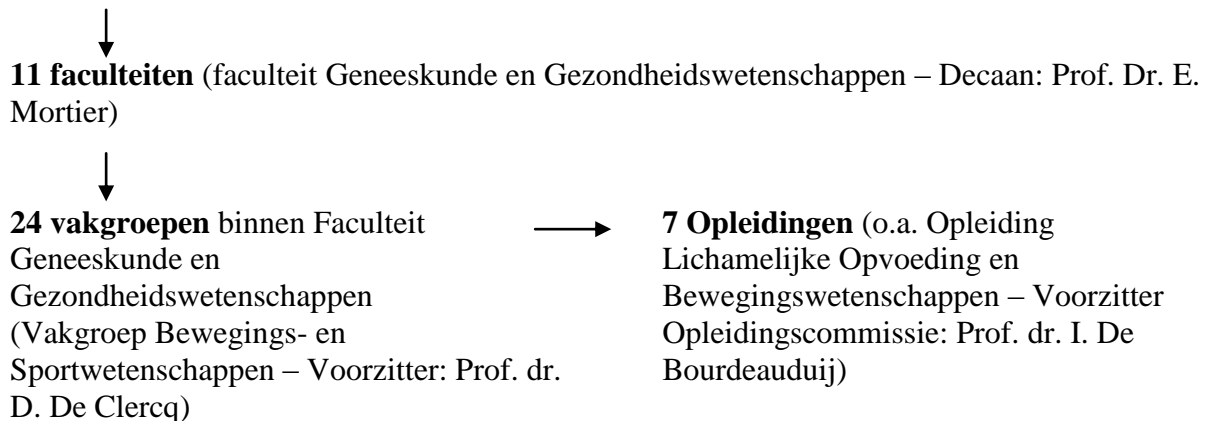 11 faculteiten (faculteit Geneeskunde en Gezondheidswetenschappen – Decaan: Prof. Dr. E.
Mortier)
24 vakgroepen binnen Faculteit
Geneeskunde en
Gezondheidswetenschappen
(Vakgroep Bewegings- en
Sportwetenschappen – Voorzitter: Prof. dr.
D. De Clercq)
7 Opleidingen (o.a. Opleiding
Lichamelijke Opvoeding en
Bewegingswetenschappen – Voorzitter
Opleidingscommissie: Prof. dr. I. De
Bourdeauduij)